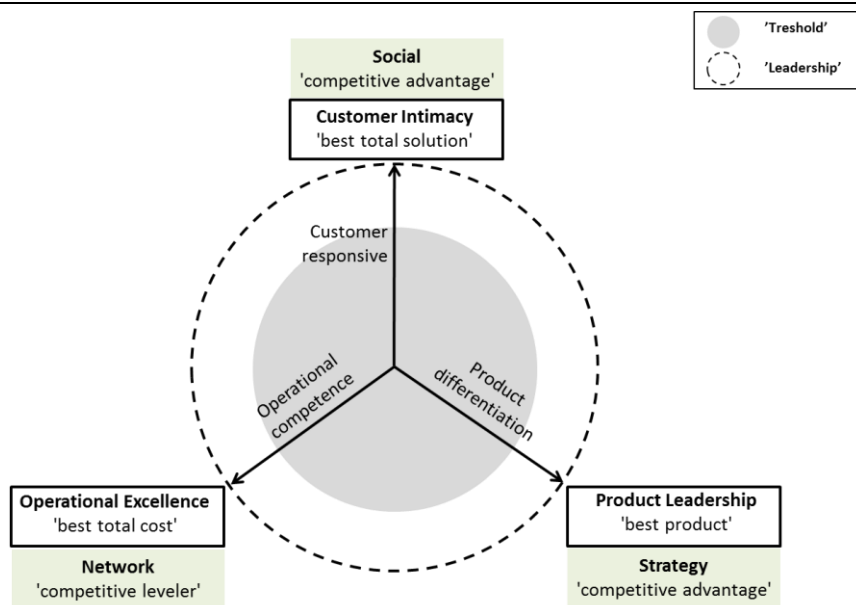 'Treshold'
'Leadership'
Social
'competitive advantage'
Customer Intimacy
'best total solution'
Customer
responsive
Operational
competence
Product
differentiation
Operational Excellence
'best total cost'
Network
'competitive leveler'
Product Leadership
'best product'
Strategy
'competitive advantage'